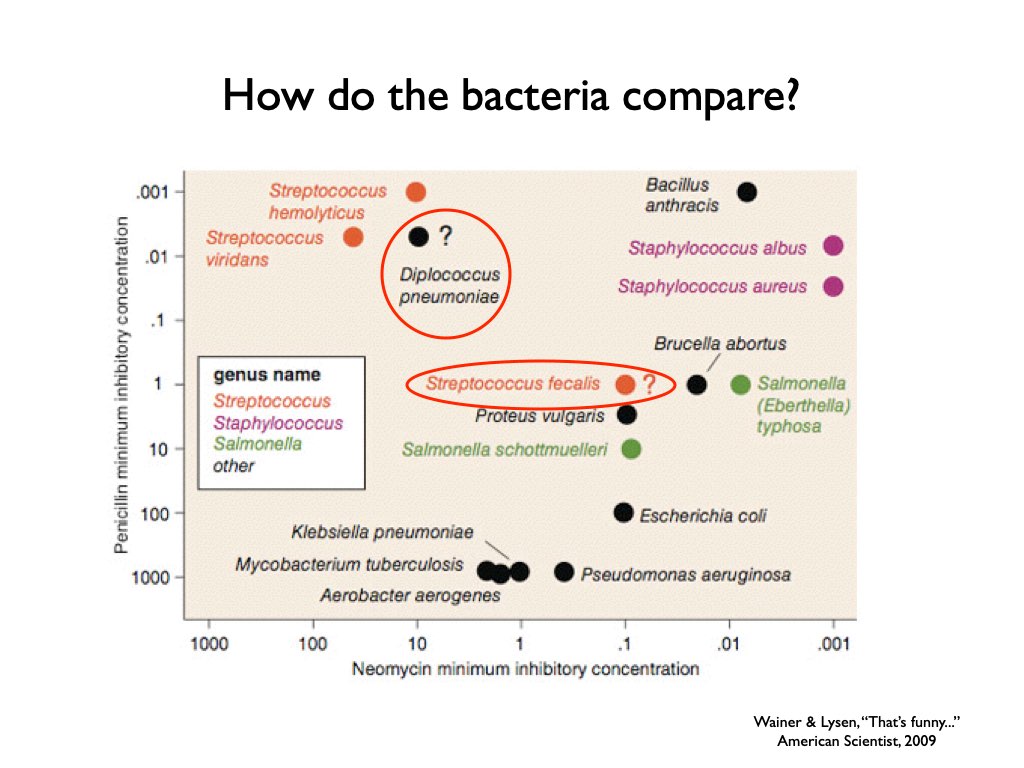 How do the bacteria compare?
Penicillin minimum inhibitory concentration
.001
.01
.1
1
10
100
1000
Streptococcus
hemolyticus
Streptococcus
viridans
?
Diplococcus
pneumoniae
Bacillus
anthracis
Staphylococcus albus
Staphylococcus aureus
Brucella abortus
Streptococcus fecalis ?
Salmonella
(Eberthella)
typhosa
Proteus vulgaris
Salmonella schottmuelleri
genus name
Streptococcus
Staphylococcus
Salmonella
other
Escherichia coli
Klebsiella pneumoniae
Mycobacterium tuberculosis
Aerobacter aerogenes
Pseudomonas aeruginosa
1000 100 10 1 .1 .01 .001
Neomycin minimum inhibitory concentration
Wainer & Lysen, “That’s funny...”
American Scientist, 2009